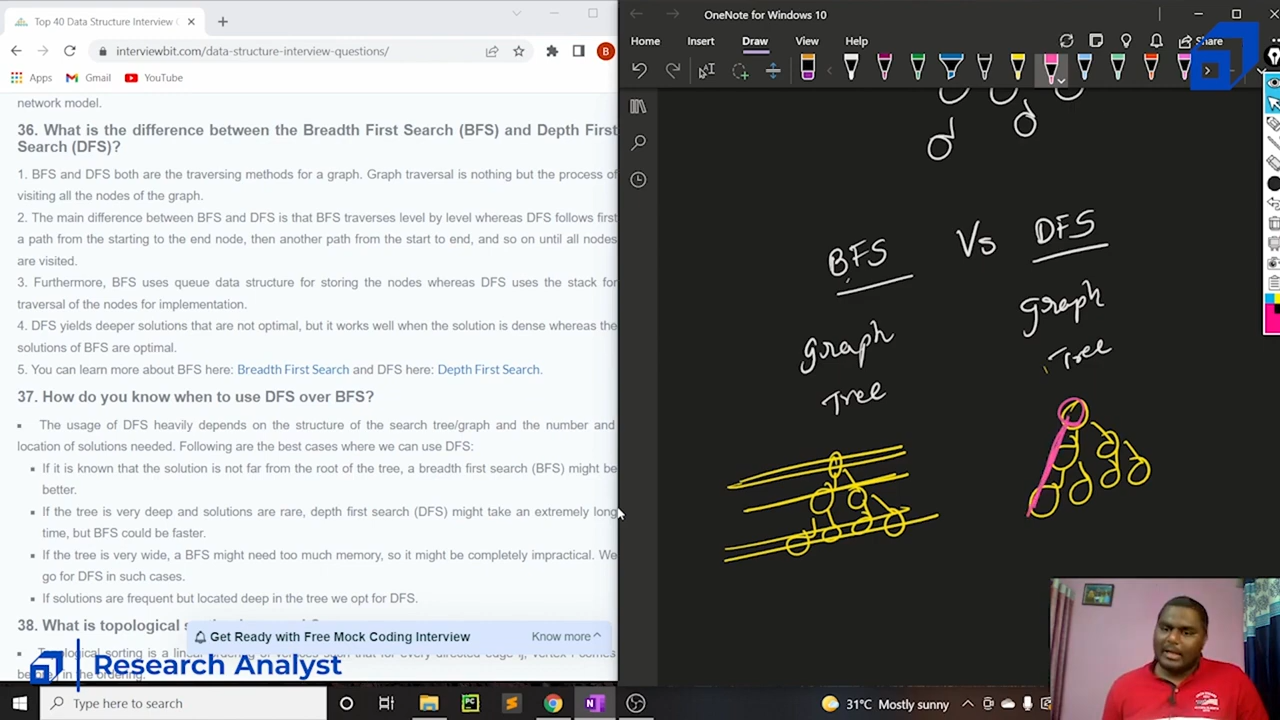 Top 40 Data Structure Interview
interviewbit.com/data-structure-interview-questions/
B
Apps
Gmail
YouTube
network model.
36. What is the difference between the Breadth First Search (BFS) and Depth First
Search (DFS)?
1. BFS and DFS both are the traversing methods for a graph. Graph traversal is nothing but the process of
visiting all the nodes of the graph.
2. The main difference between BFS and DFS is that BFS traverses level by level whereas DFS follows first
a path from the starting to the end node, then another path from the start to end, and so on until all nodes
are visited.
3. Furthermore, BFS uses queue data structure for storing the nodes whereas DFS uses the stack for
traversal of the nodes for implementation.
4. DFS yields deeper solutions that are not optimal, but it works well when the solution is dense whereas the
solutions of BFS are optimal.
5. You can learn more about BFS here: Breadth First Search and DFS here: Depth First Search.
37. How do you know when to use DFS over BFS?
The usage of DFS heavily depends on the structure of the search tree/graph and the number and
location of solutions needed. Following are the best cases where we can use DFS:
If it is known that the solution is not far from the root of the tree, a breadth first search (BFS) might be
better.
If the tree is very deep and solutions are rare, depth first search (DFS) might take an extremely long
time, but BFS could be faster.
If the tree is very wide, a BFS might need too much memory, so it might be completely impractical. We
go for DFS in such cases.
If solutions are frequent but located deep in the tree we opt for DFS.
38. What is topological
Get Ready with Free Mock Coding Interview
Know more
Research Analyst
Type here to search
OneNote for Windows 10
Home Insert Draw View Help
Share
BFS Vs DFS
Graph Graph
Tree Tree
31°C Mostly sunny